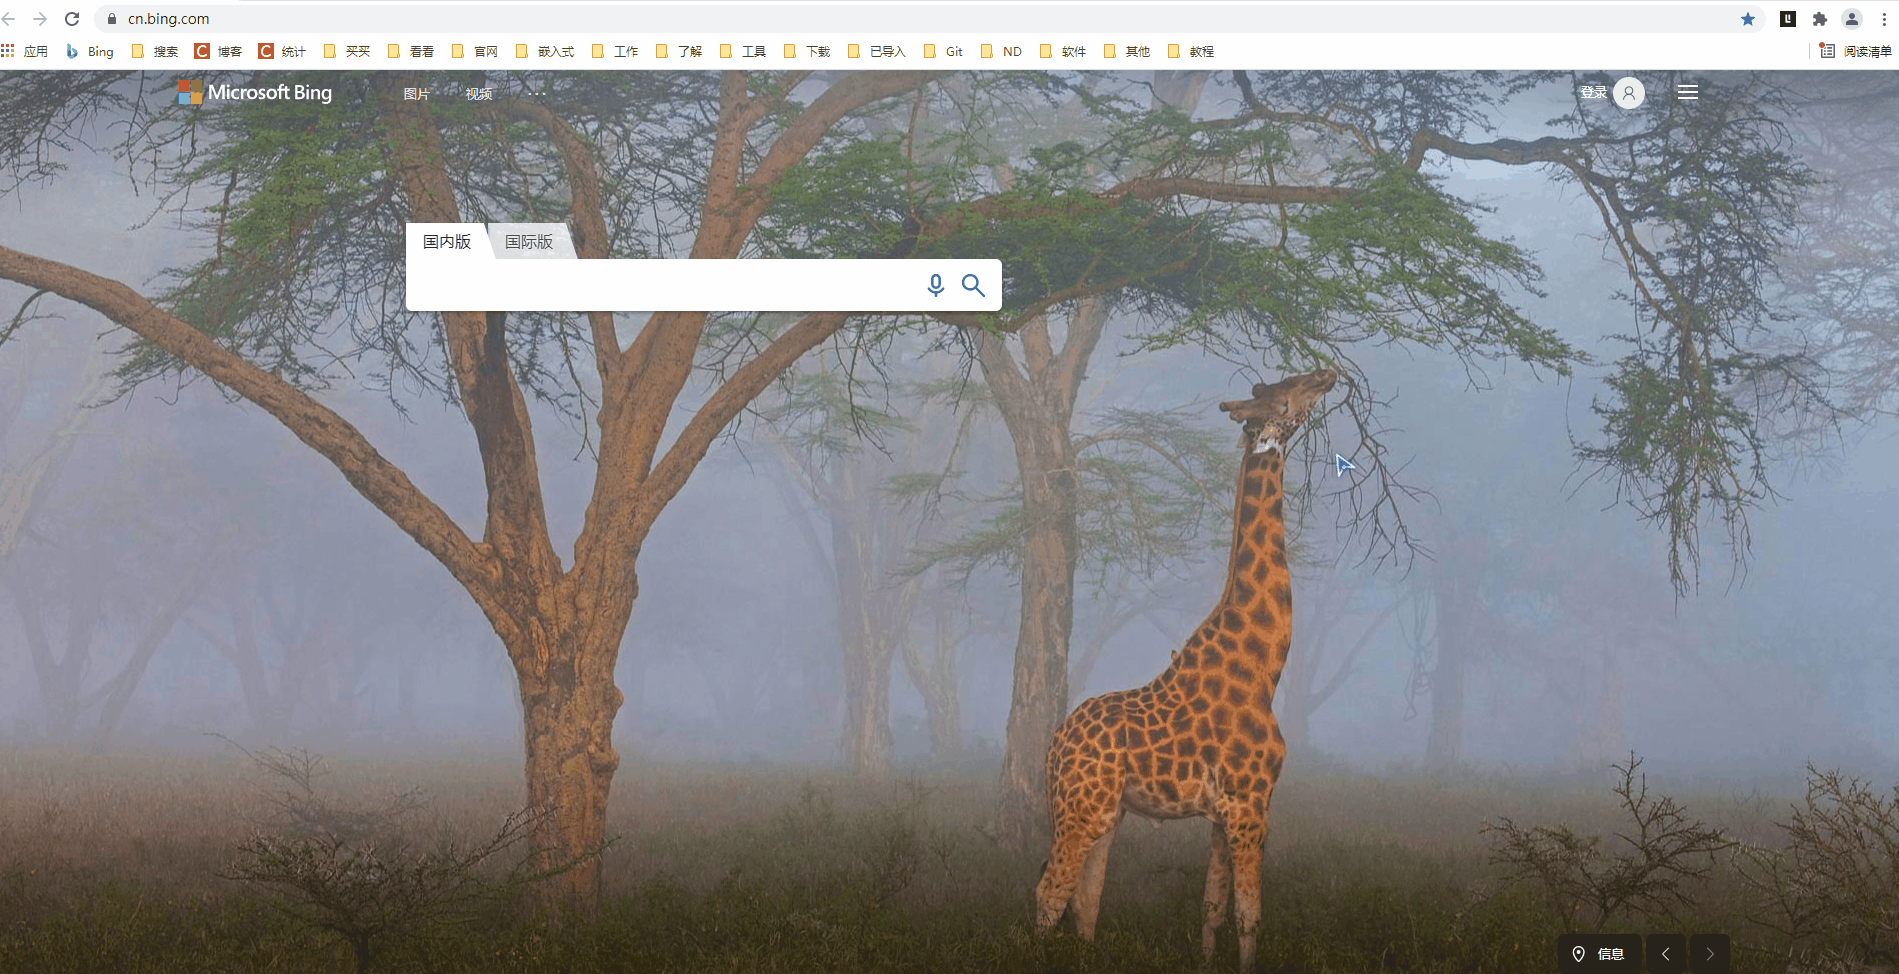 cn.bing.com
应用 Bing 搜索 博客 统计 买买 看看 官网 嵌入式 工作 了解 工具 下载 已导入 Git ND 软件 其他 教程 阅读清单
Microsoft Bing 图片 视频 ... 登录
国内版 国际版
信息